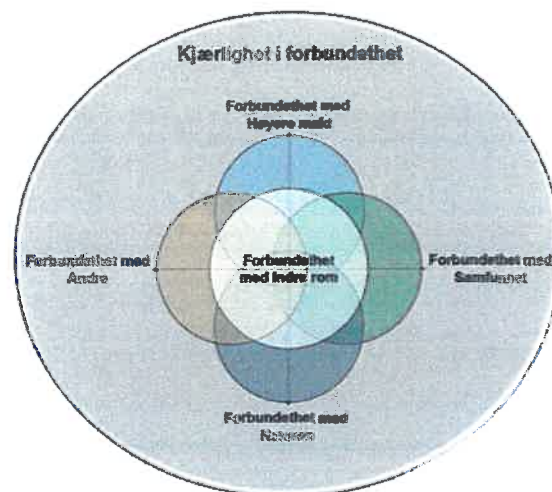 Kjærlighet i forbundethet
Forbundethet med
Høyere makt
Forbundethet med
Andre
Forbundethet
med Indre rom
Forbundethet med
Samfunnet
Forbundethet med
Naturen